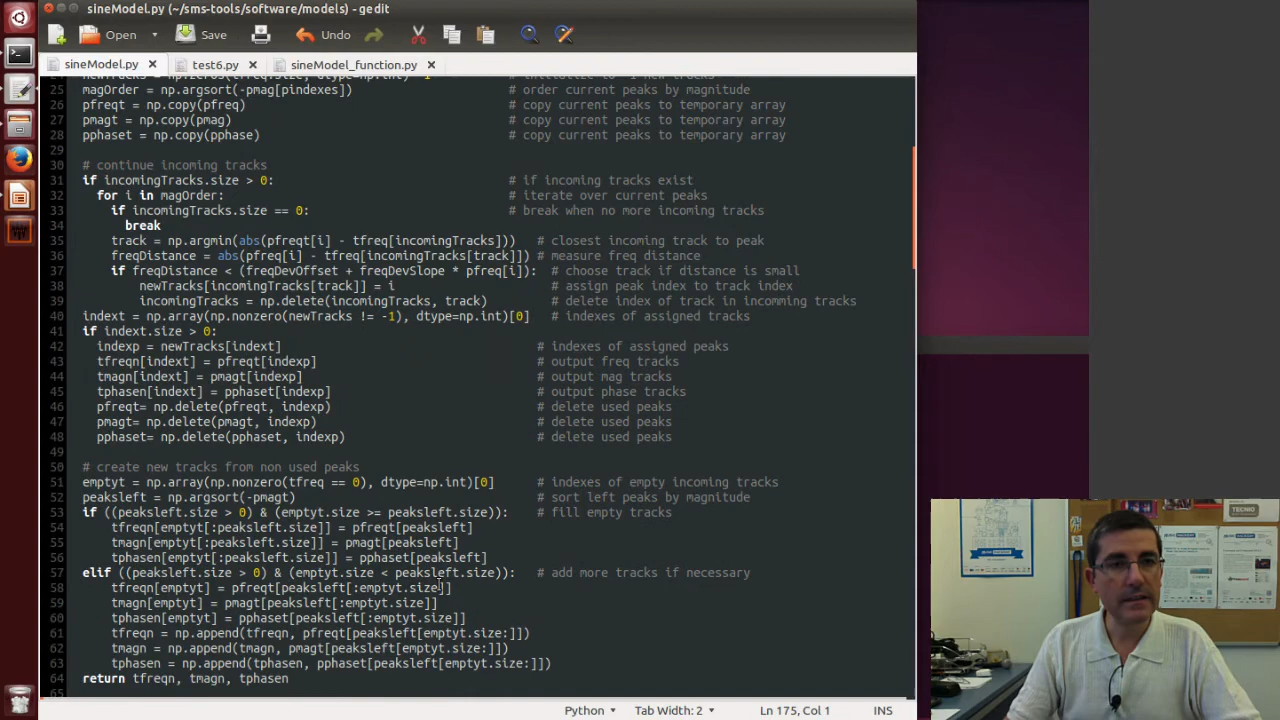 sineModel.py (~/sms-tools/software/models) - gedit
Open Save Undo
sineModel.py test6.py sineModel_function.py
25 magOrder = np.argsort(-pmag[pindexes]) # order current peaks by magnitude
26 pfreqt = np.copy(pfreq) # copy current peaks to temporary array
27 pmagt = np.copy(pmag) # copy current peaks to temporary array
28 pphaset = np.copy(pphase) # copy current peaks to temporary array
29
30 # continue incoming tracks
31 if incomingTracks.size > 0: # if incoming tracks exist
32 for i in magOrder: # iterate over current peaks
33 if incomingTracks.size == 0: # break when no more incoming tracks
34 break
35 track = np.argmin(abs(pfreqt[i] - tfreq[incomingTracks])) # closest incoming track to peak
36 freqDistance = abs(pfreq[i] - tfreq[incomingTracks[track]]) # measure freq distance
37 if freqDistance < (freqDevOffset + freqDevSlope * pfreq[i]): # choose track if distance is small
38 newTracks[incomingTracks[track]] = i # assign peak index to track index
39 incomingTracks = np.delete(incomingTracks, track) # delete index of track in incomming tracks
40 indext = np.array(np.nonzero(newTracks != -1), dtype=np.int)[0] # indexes of assigned tracks
41 if indext.size > 0:
42 indexp = newTracks[indext] # indexes of assigned peaks
43 tfreqn[indext] = pfreqt[indexp] # output freq tracks
44 tmagn[indext] = pmagt[indexp] # output mag tracks
45 tphasen[indext] = pphaset[indexp] # output phase tracks
46 pfreqt= np.delete(pfreqt, indexp) # delete used peaks
47 pmagt= np.delete(pmagt, indexp) # delete used peaks
48 pphaset= np.delete(pphaset, indexp) # delete used peaks
49
50 # create new tracks from non used peaks
51 emptyt = np.array(np.nonzero(tfreq == 0), dtype=np.int)[0] # indexes of empty incoming tracks
52 peaksleft = np.argsort(-pmagt) # sort left peaks by magnitude
53 if ((peaksleft.size > 0) & (emptyt.size >= peaksleft.size)): # fill empty tracks
54 tfreqn[emptyt[:peaksleft.size]] = pfreqt[peaksleft]
55 tmagn[emptyt[:peaksleft.size]] = pmagt[peaksleft]
56 tphasen[emptyt[:peaksleft.size]] = pphaset[peaksleft]
57 elif ((peaksleft.size > 0) & (emptyt.size < peaksleft.size)): # add more tracks if necessary
58 tfreqn[emptyt] = pfreqt[peaksleft[:emptyt.size]]
59 tmagn[emptyt] = pmagt[peaksleft[:emptyt.size]]
60 tphasen[emptyt] = pphaset[peaksleft[:emptyt.size]]
61 tfreqn = np.append(tfreqn, pfreqt[peaksleft[emptyt.size:]])
62 tmagn = np.append(tmagn, pmagt[peaksleft[emptyt.size:]])
63 tphasen = np.append(tphasen, pphaset[peaksleft[emptyt.size:]])
64 return tfreqn, tmagn, tphasen
65
TECNIO
Python Tab Width: 2 Ln 175, Col 1 INS